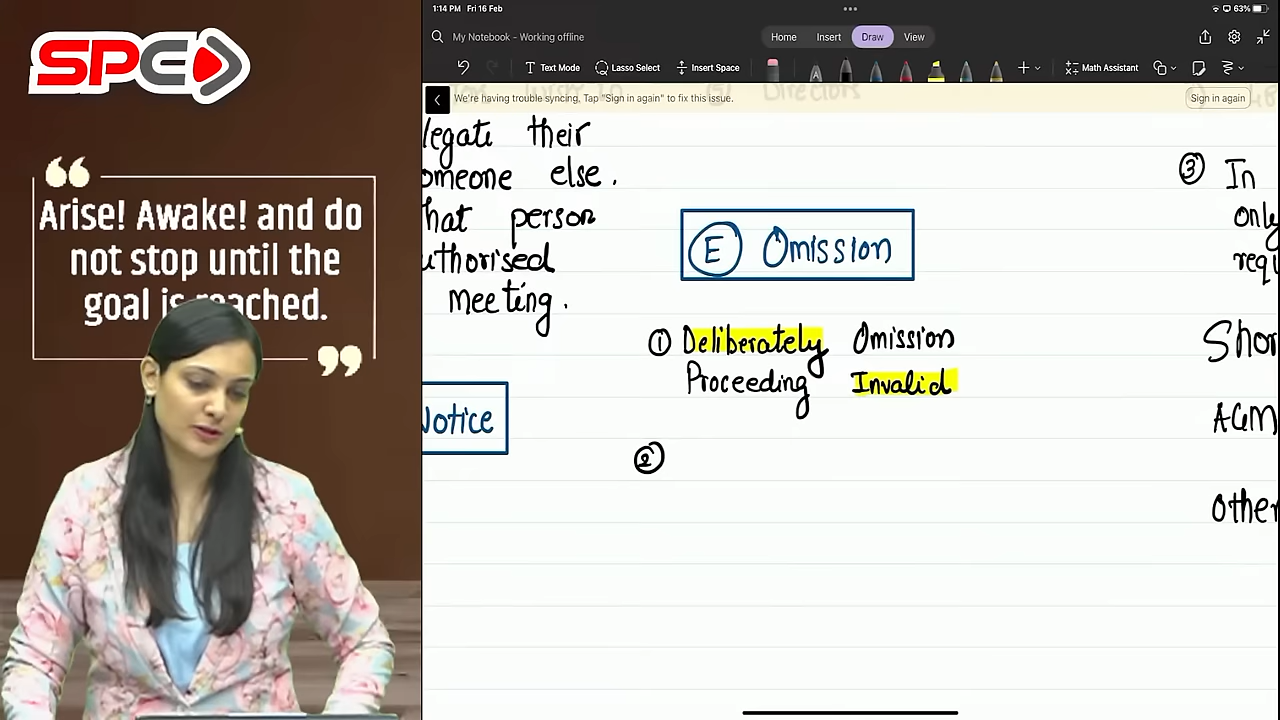 SPC
“
Arise! Awake! and do
not stop until the
goal is reached.
”
1:14 PM Fri 16 Feb
63%
My Notebook - Working offline
Home Insert Draw View
Text Mode Lasso Select Insert Space Math Assistant
We're having trouble syncing. Tap "Sign in again" to fix this issue.
Sign in again
Directors
legate their
omeone else.
hat person
uthorised
meeting.
Notice
E Omission
① Deliberately Omission
Proceeding Invalid
②
③ In
only
requ
Shor
AGM
Other